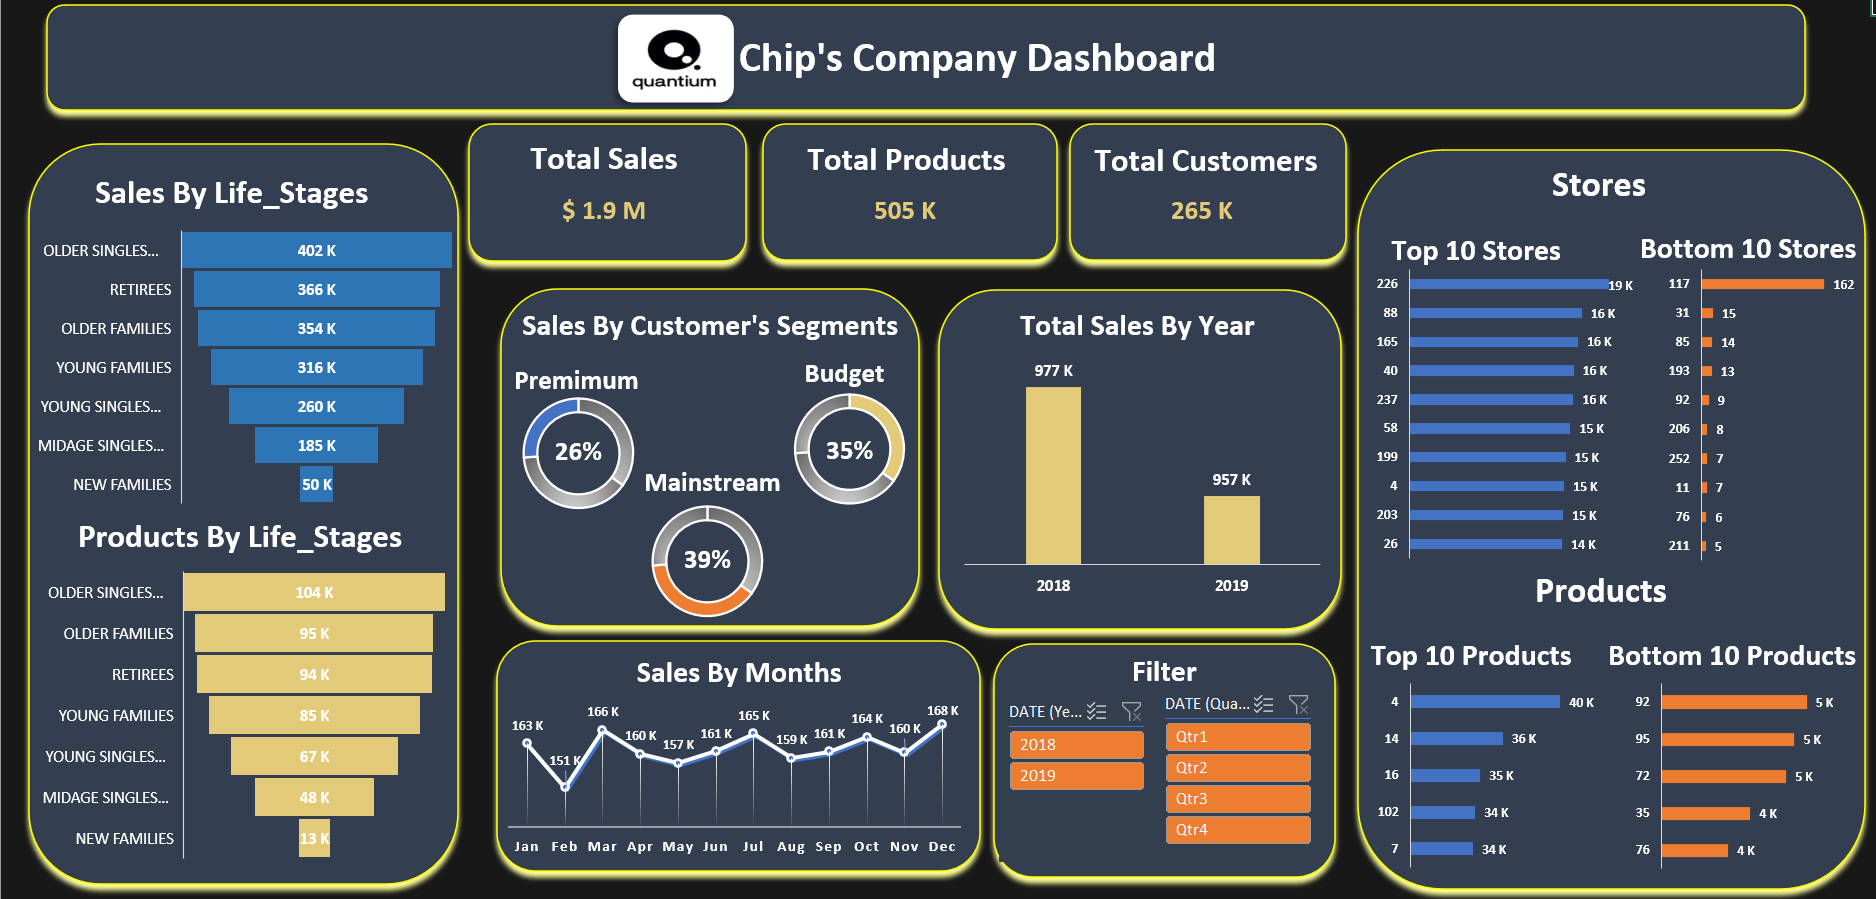 quantium
Chip's Company Dashboard
Sales By Life_Stages
OLDER SINGLES... 402 K
RETIREES 366 K
OLDER FAMILIES 354 K
YOUNG FAMILIES 316 K
YOUNG SINGLES... 260 K
MIDAGE SINGLES... 185 K
NEW FAMILIES 50 K
Products By Life_Stages
OLDER SINGLES... 104 K
OLDER FAMILIES 95 K
RETIREES 94 K
YOUNG FAMILIES 85 K
YOUNG SINGLES... 67 K
MIDAGE SINGLES... 48 K
NEW FAMILIES 13 K
Total Sales
$ 1.9 M
Total Products
505 K
Total Customers
265 K
Sales By Customer's Segments
Premimum
26%
Budget
35%
Mainstream
39%
Total Sales By Year
977 K
957 K
2018 2019
Sales By Months
163 K 151 K 166 K 160 K 157 K 161 K 165 K 159 K 161 K 164 K 160 K 168 K
Jan Feb Mar Apr May Jun Jul Aug Sep Oct Nov Dec
Filter
DATE (Ye...
2018
2019
DATE (Qua...
Qtr1
Qtr2
Qtr3
Qtr4
Stores
Top 10 Stores
226 19 K
88 16 K
165 16 K
40 16 K
237 16 K
58 15 K
199 15 K
4 15 K
203 15 K
26 14 K
Bottom 10 Stores
117 162
31 15
85 14
193 13
92 9
206 8
252 7
11 7
76 6
211 5
Products
Top 10 Products
4 40 K
14 36 K
16 35 K
102 34 K
7 34 K
Bottom 10 Products
92 5 K
95 5 K
72 5 K
35 4 K
76 4 K